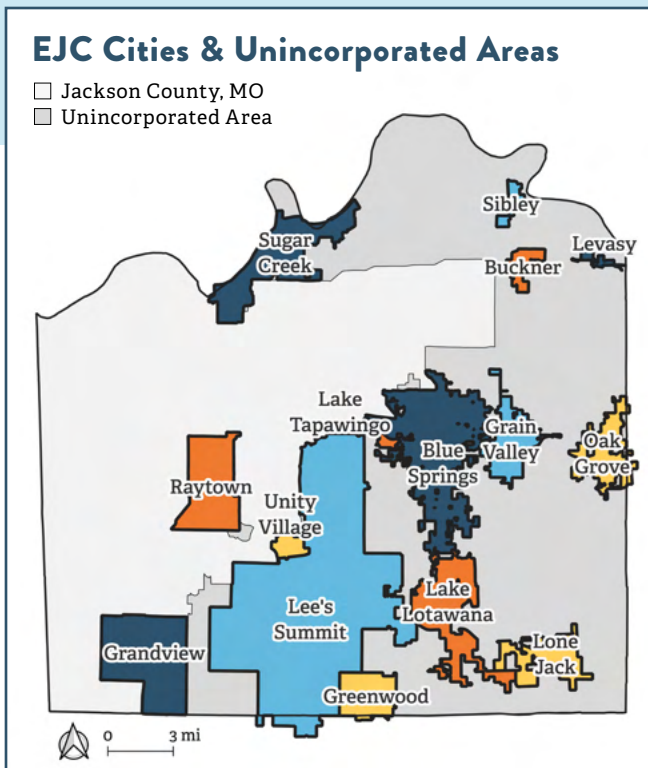 EJC Cities & Unincorporated Areas
Jackson County, MO
Unincorporated Area
Sibley
Sugar
Creek
Levasy
Buckner
Lake
Tapawingo
Grain
Valley
Oak
Grove
Blue
Springs
Raytown
Unity
Village
Lake
Lotawana
Lee's
Summit
Lone
Jack
Grandview
Greenwood
0 3 mi